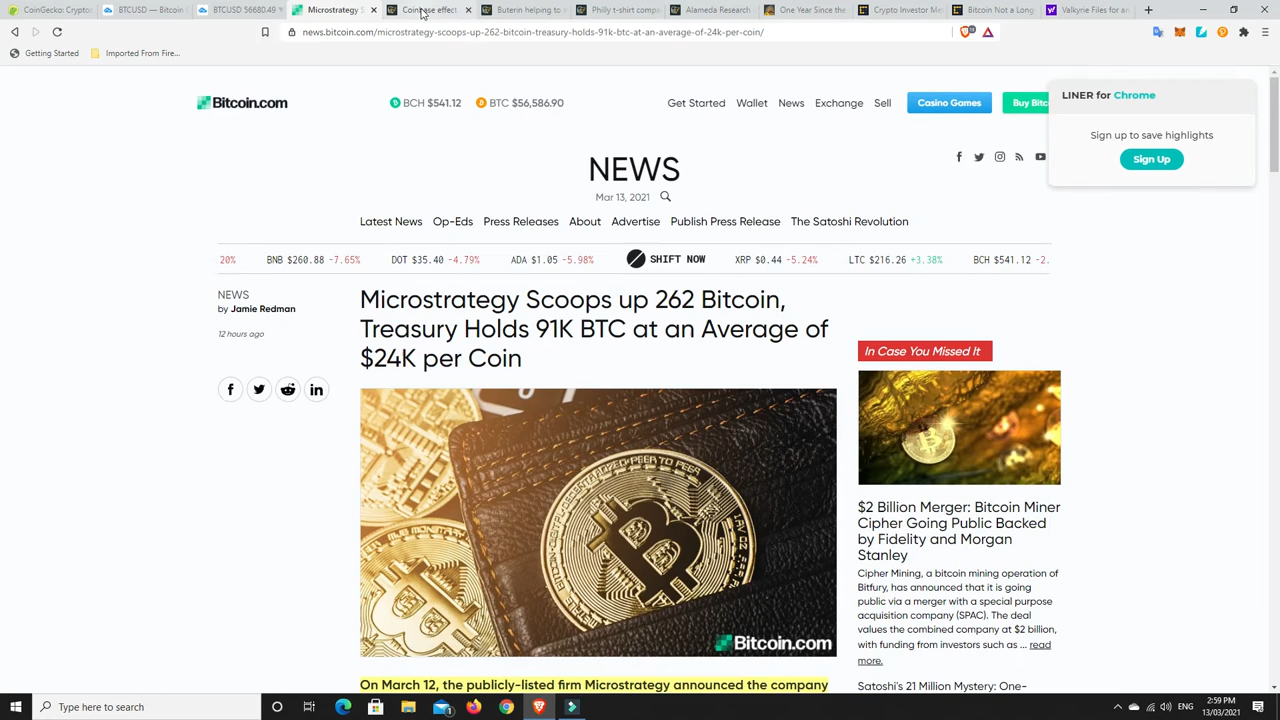 CoinGecko: Cryptoc
BTCUSD — Bitcoin
BTCUSD 56680.49
Microstrategy S
Coinbase effect
Buterin helping to
Philly t-shirt comp
Alameda Research
One Year Since the
Crypto Investor Me
Bitcoin Not a Long
Valkyrie Files for an
news.bitcoin.com/microstrategy-scoops-up-262-bitcoin-treasury-holds-91k-btc-at-an-average-of-24k-per-coin/
Getting Started
Imported From Fire...
Bitcoin.com
BCH $541.12
BTC $56,586.90
Get Started
Wallet
News
Exchange
Sell
Casino Games
Buy Bitc
LINER for Chrome
Sign up to save highlights
Sign Up
NEWS
Mar 13, 2021
Latest News
Op-Eds
Press Releases
About
Advertise
Publish Press Release
The Satoshi Revolution
20%
BNB $260.88 -7.65%
DOT $35.40 -4.79%
ADA $1.05 -5.98%
SHIFT NOW
XRP $0.44 -5.24%
LTC $216.26 +3.38%
BCH $541.12 -2.
NEWS
by Jamie Redman
12 hours ago
Microstrategy Scoops up 262 Bitcoin,
Treasury Holds 91K BTC at an Average of
$24K per Coin
Bitcoin.com
On March 12, the publicly-listed firm Microstrategy announced the company
In Case You Missed It
$2 Billion Merger: Bitcoin Miner
Cipher Going Public Backed
by Fidelity and Morgan
Stanley
Cipher Mining, a bitcoin mining operation of
Bitfury, has announced that it is going
public via a merger with a special purpose
acquisition company (SPAC). The deal
values the combined company at $2 billion,
with funding from investors such as ... read
more.
Satoshi's 21 Million Mystery: One-
Type here to search
ENG
2:59 PM
13/03/2021